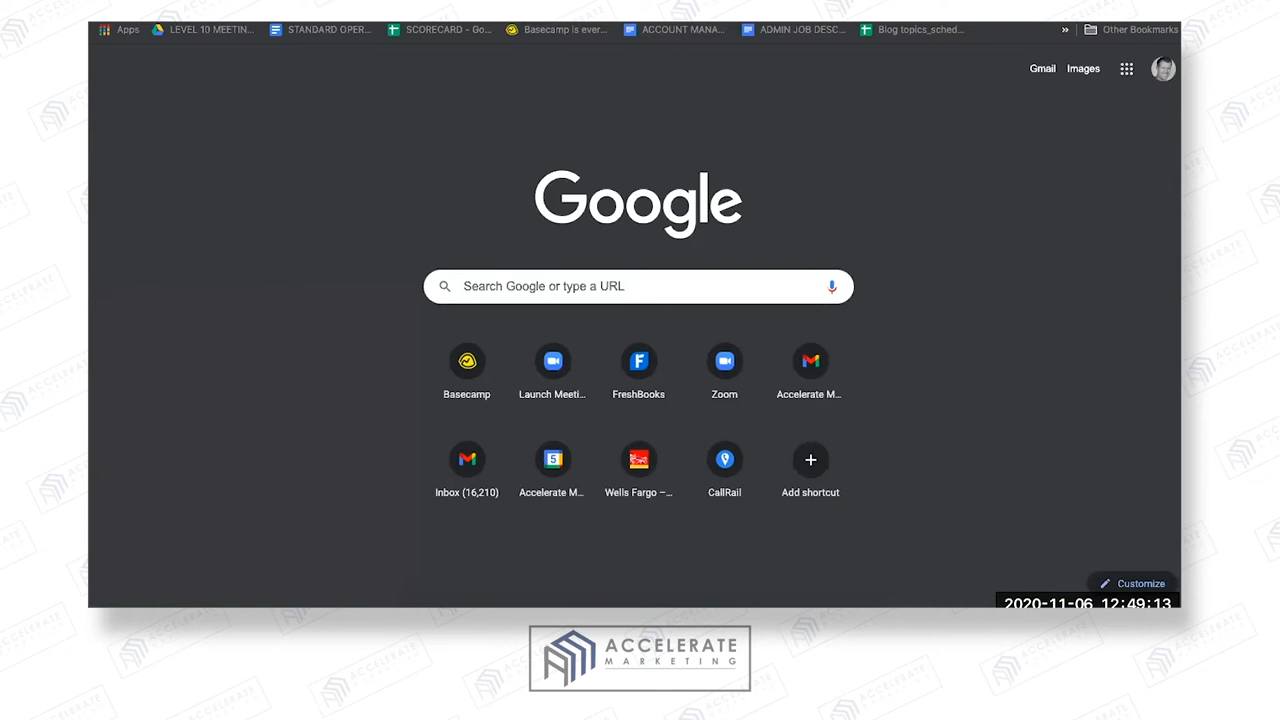 Apps LEVEL 10 MEETIN... STANDARD OPER... SCORECARD - Go... Basecamp is ever... ACCOUNT MANA... ADMIN JOB DESC... Blog topics_sched... » Other Bookmarks
Gmail Images
Google
Search Google or type a URL
Basecamp Launch Meeti... FreshBooks Zoom Accelerate M...
5
Inbox (16,210) Accelerate M... Wells Fargo –... CallRail Add shortcut
Customize
2020-11-06 12:49:13
ACCELERATE
MARKETING